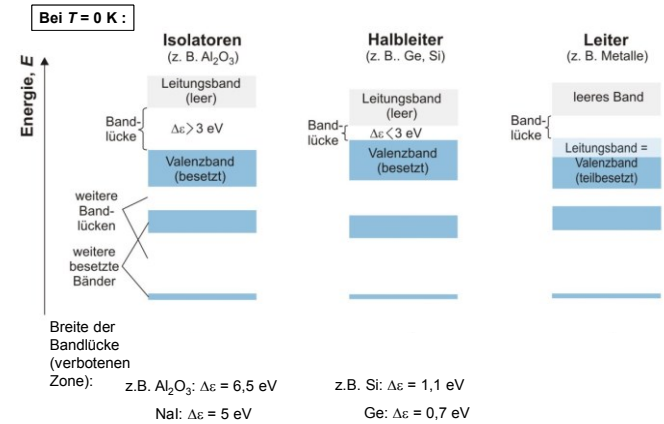 Bei T = 0 K :
Energie, E
Isolatoren
(z. B. Al₂O₃)
Leitungsband
(leer)
Band-
lücke
Δε > 3 eV
Valenzband
(besetzt)
weitere
Band-
lücken
weitere
besetzte
Bänder
Halbleiter
(z. B.. Ge, Si)
Leitungsband
(leer)
Band-
lücke
Δε < 3 eV
Valenzband
(besetzt)
Leiter
(z. B. Metalle)
leeres Band
Band-
lücke
Leitungsband =
Valenzband
(teilbesetzt)
Breite der
Bandlücke
(verbotenen
Zone):
z.B. Al₂O₃: Δε = 6,5 eV
NaI: Δε = 5 eV
z.B. Si: Δε = 1,1 eV
Ge: Δε = 0,7 eV